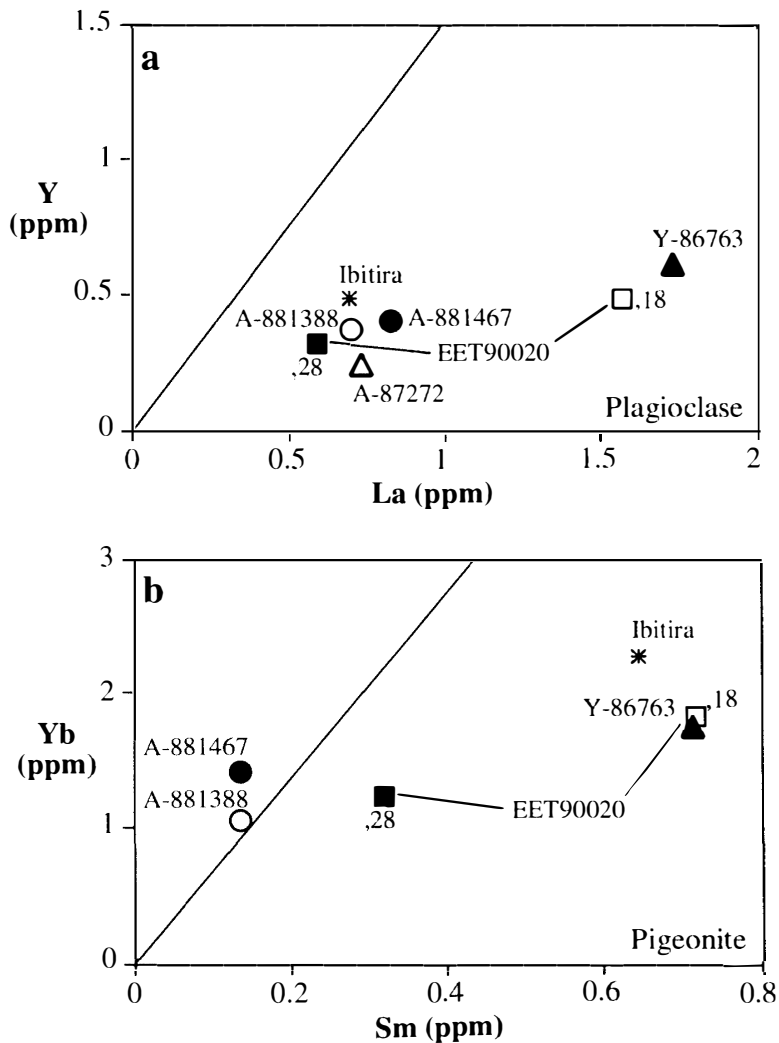 a
1.5
1
Y
(ppm)
0.5
0
Y-86763
Ibitira
,18
A-881388
A-881467
EET90020
,28
A-87272
Plagioclase
0
0.5
1
1.5
2
La (ppm)
b
3
2
Yb
(ppm)
1
0
Ibitira
Y-86763
,18
A-881467
A-881388
EET90020
,28
Pigeonite
0
0.2
0.4
0.6
0.8
Sm (ppm)